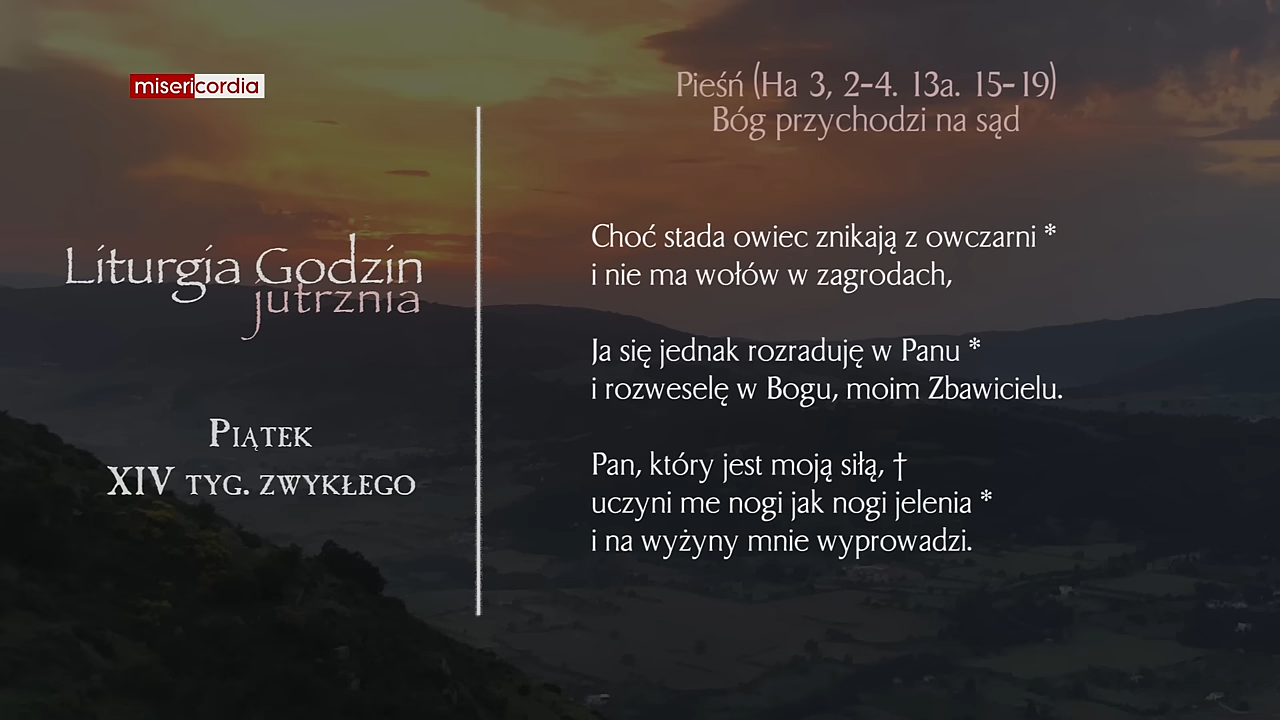 misericordia
Liturgia Godzin
jutrznia
Piątek
XIV tyg. zwykłego
Pieśń (Ha 3, 2-4. 13a. 15-19)
Bóg przychodzi na sąd
Choć stada owiec znikają z owczarni *
i nie ma wołów w zagrodach,
Ja się jednak rozraduję w Panu *
i rozweselę w Bogu, moim Zbawicielu.
Pan, który jest moją siłą, †
uczyni me nogi jak nogi jelenia *
i na wyżyny mnie wyprowadzi.